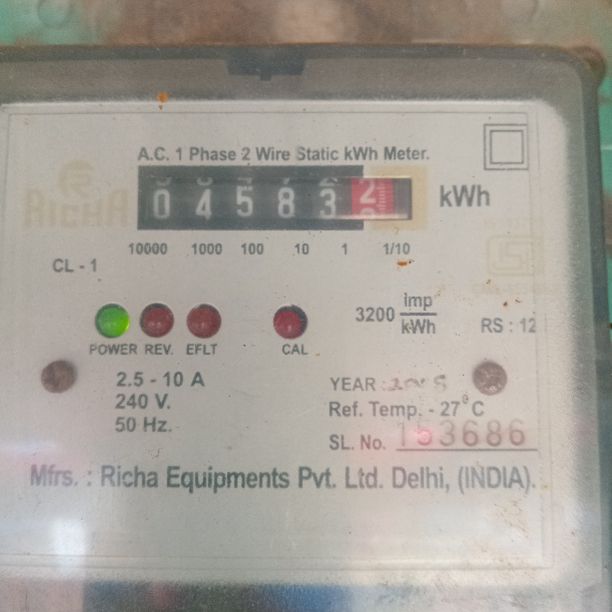 A.C. 1 Phase 2 Wire Static kWh Meter.
RICHA
0 4 5 8 3 2 kWh
10000 1000 100 10 1 1/10
CL - 1
3200 imp/kWh
RS : 12
POWER REV. EFLT CAL
2.5 - 10 A
240 V.
50 Hz.
YEAR :
Ref. Temp. - 27°C
SL. No.
Mfrs. : Richa Equipments Pvt. Ltd. Delhi, (INDIA).